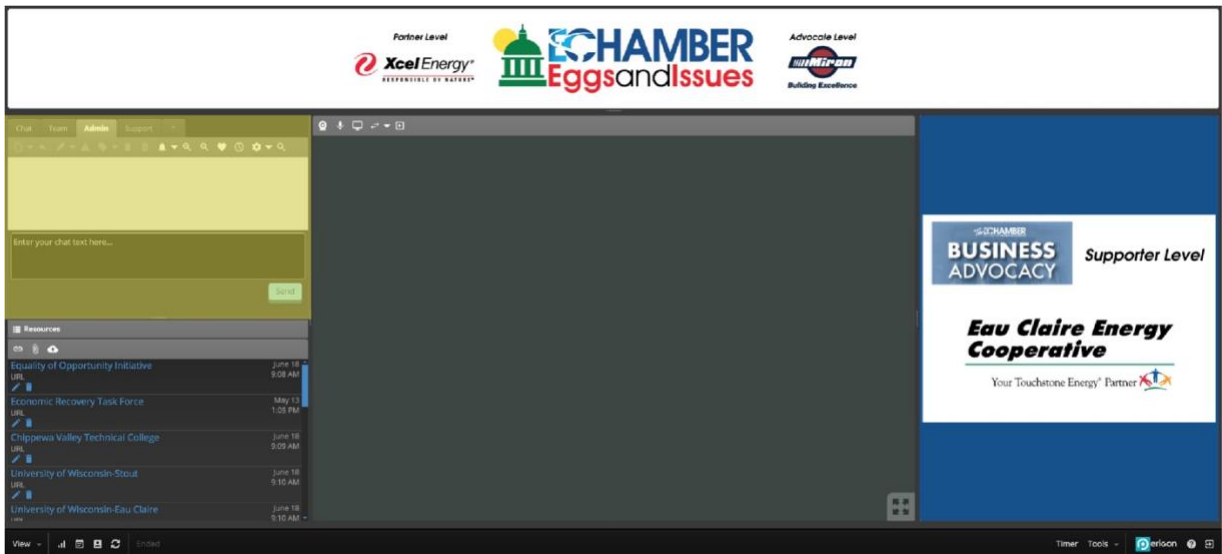 Partner Level
Xcel Energy®
RESPONSIBLE BY NATURE®
CHAMBER
EggsandIssues
Advocate Level
Miron
Building Excellence
Chat Team Admin Support
Enter your chat text here...
Send
Resources
Equality of Opportunity Initiative June 18
URL 9:08 AM
Economic Recovery Task Force May 13
URL 1:03 PM
Chippewa Valley Technical College June 18
URL 9:09 AM
University of Wisconsin-Stout June 18
URL 9:10 AM
University of Wisconsin-Eau Claire June 18
9:10 AM
CHAMBER
BUSINESS
ADVOCACY
Supporter Level
Eau Claire Energy
Cooperative
Your Touchstone Energy® Partner
View Ended Timer Tools